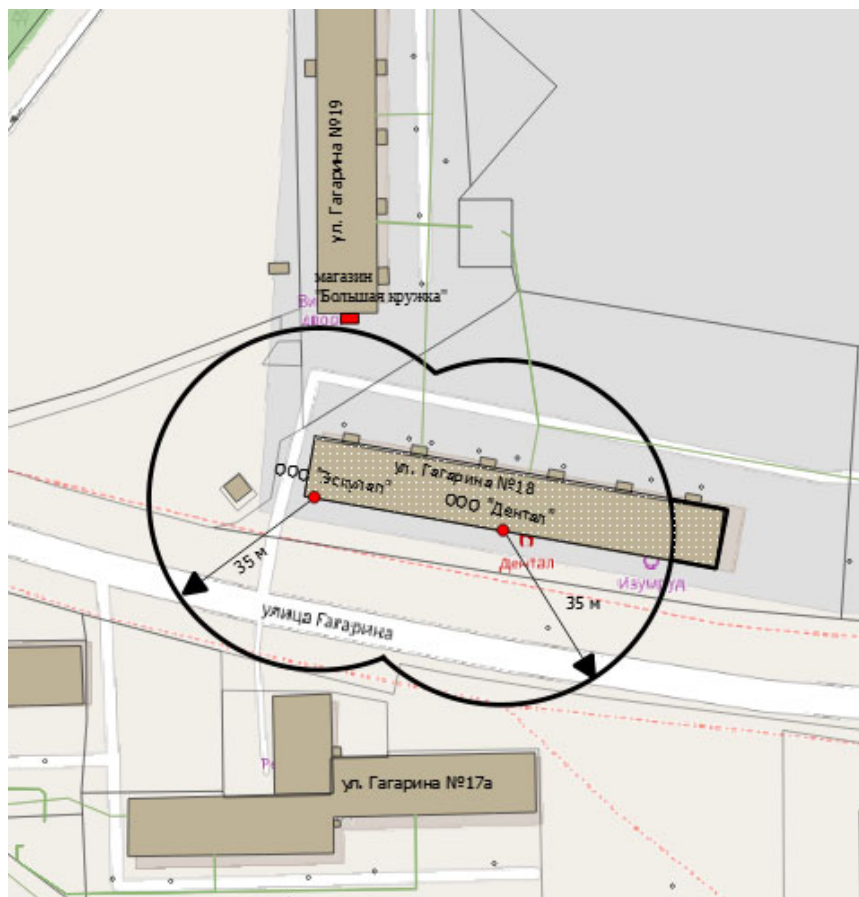 ул. Гагарина №19
магазин
"Большая кружка"
двор
ООО "Эскулап"
ул. Гагарина №18
ООО "Дентал"
Дентал
Изумруд
35 м
35 м
улица Гагарина
ул. Гагарина №17а